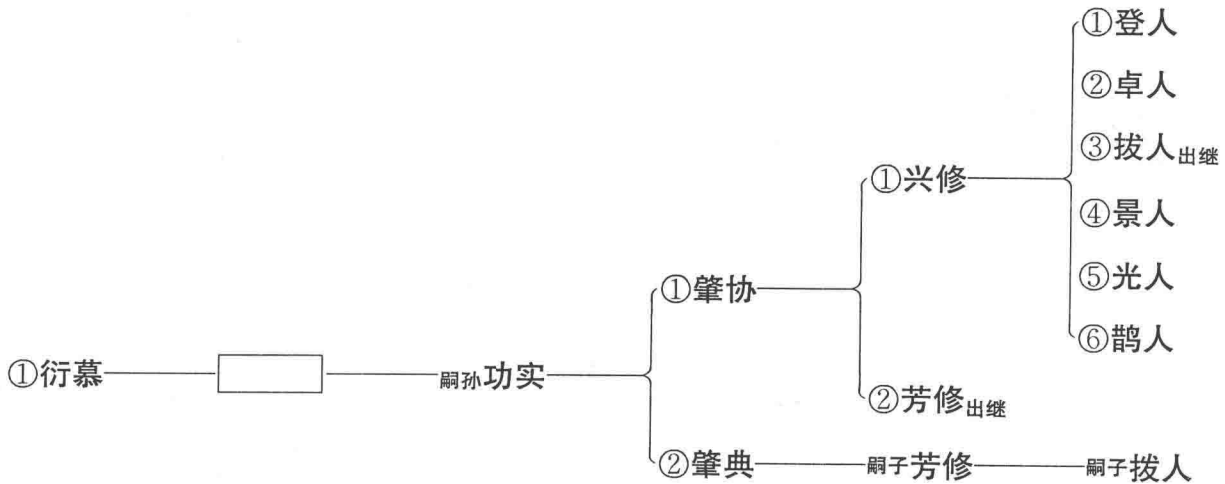 ①登人
②卓人
③拔人出继
①兴修
④景人
⑤光人
①肇协
⑥鹊人
①衍慕
嗣孙功实
②芳修出继
②肇典
嗣子芳修
嗣子拨人